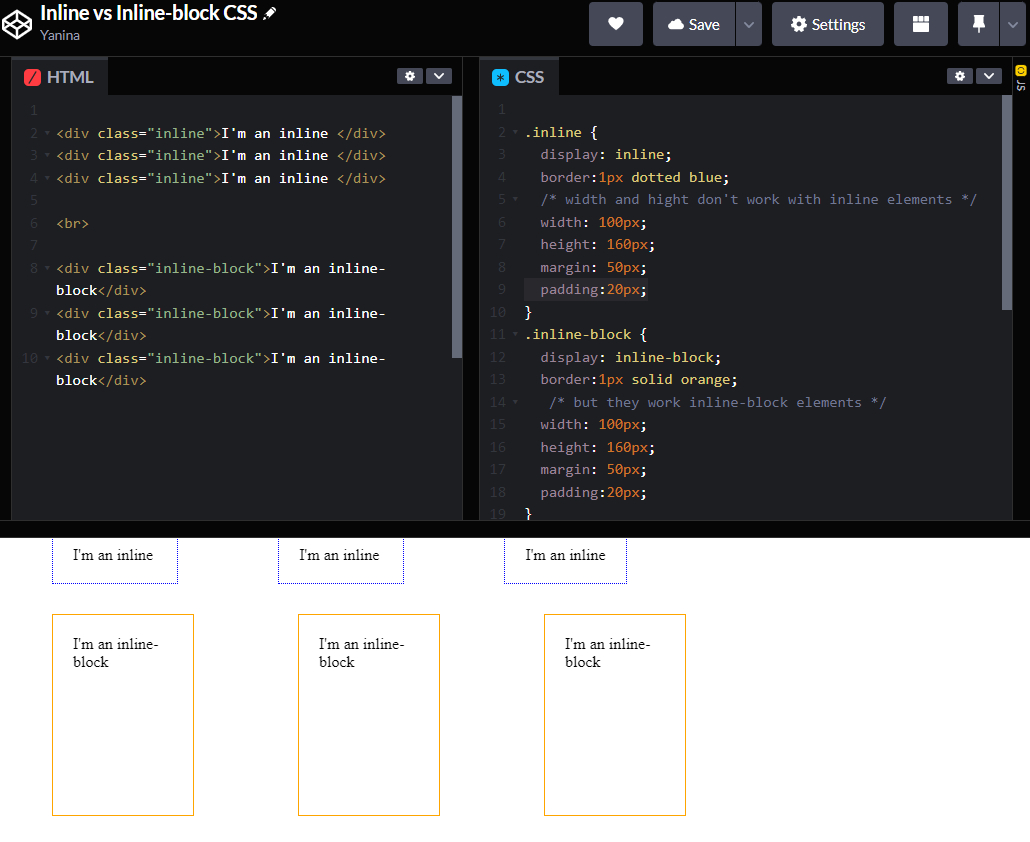 Inline vs Inline-block CSS
Yanina
Save
Settings
HTML
1
2 <div class="inline">I'm an inline </div>
3 <div class="inline">I'm an inline </div>
4 <div class="inline">I'm an inline </div>
5
6 <br>
7
8 <div class="inline-block">I'm an inline-
block</div>
9 <div class="inline-block">I'm an inline-
block</div>
10 <div class="inline-block">I'm an inline-
block</div>
CSS
1
2 .inline {
3 display: inline;
4 border:1px dotted blue;
5 /* width and hight don't work with inline elements */
6 width: 100px;
7 height: 160px;
8 margin: 50px;
9 padding:20px;
10 }
11 .inline-block {
12 display: inline-block;
13 border:1px solid orange;
14 /* but they work inline-block elements */
15 width: 100px;
16 height: 160px;
17 margin: 50px;
18 padding:20px;
19 }
JS
I'm an inline I'm an inline I'm an inline
I'm an inline- I'm an inline- I'm an inline-
block block block